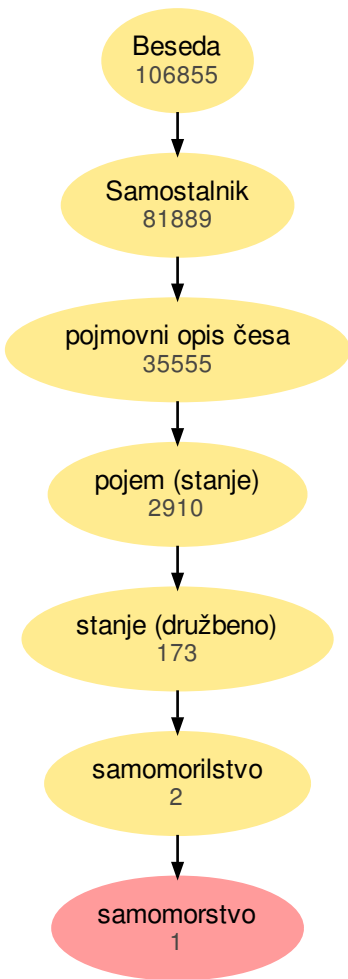 Beseda
106855
Samostalnik
81889
pojmovni opis česa
35555
pojem (stanje)
2910
stanje (družbeno)
173
samomorilstvo
2
samomorstvo
1